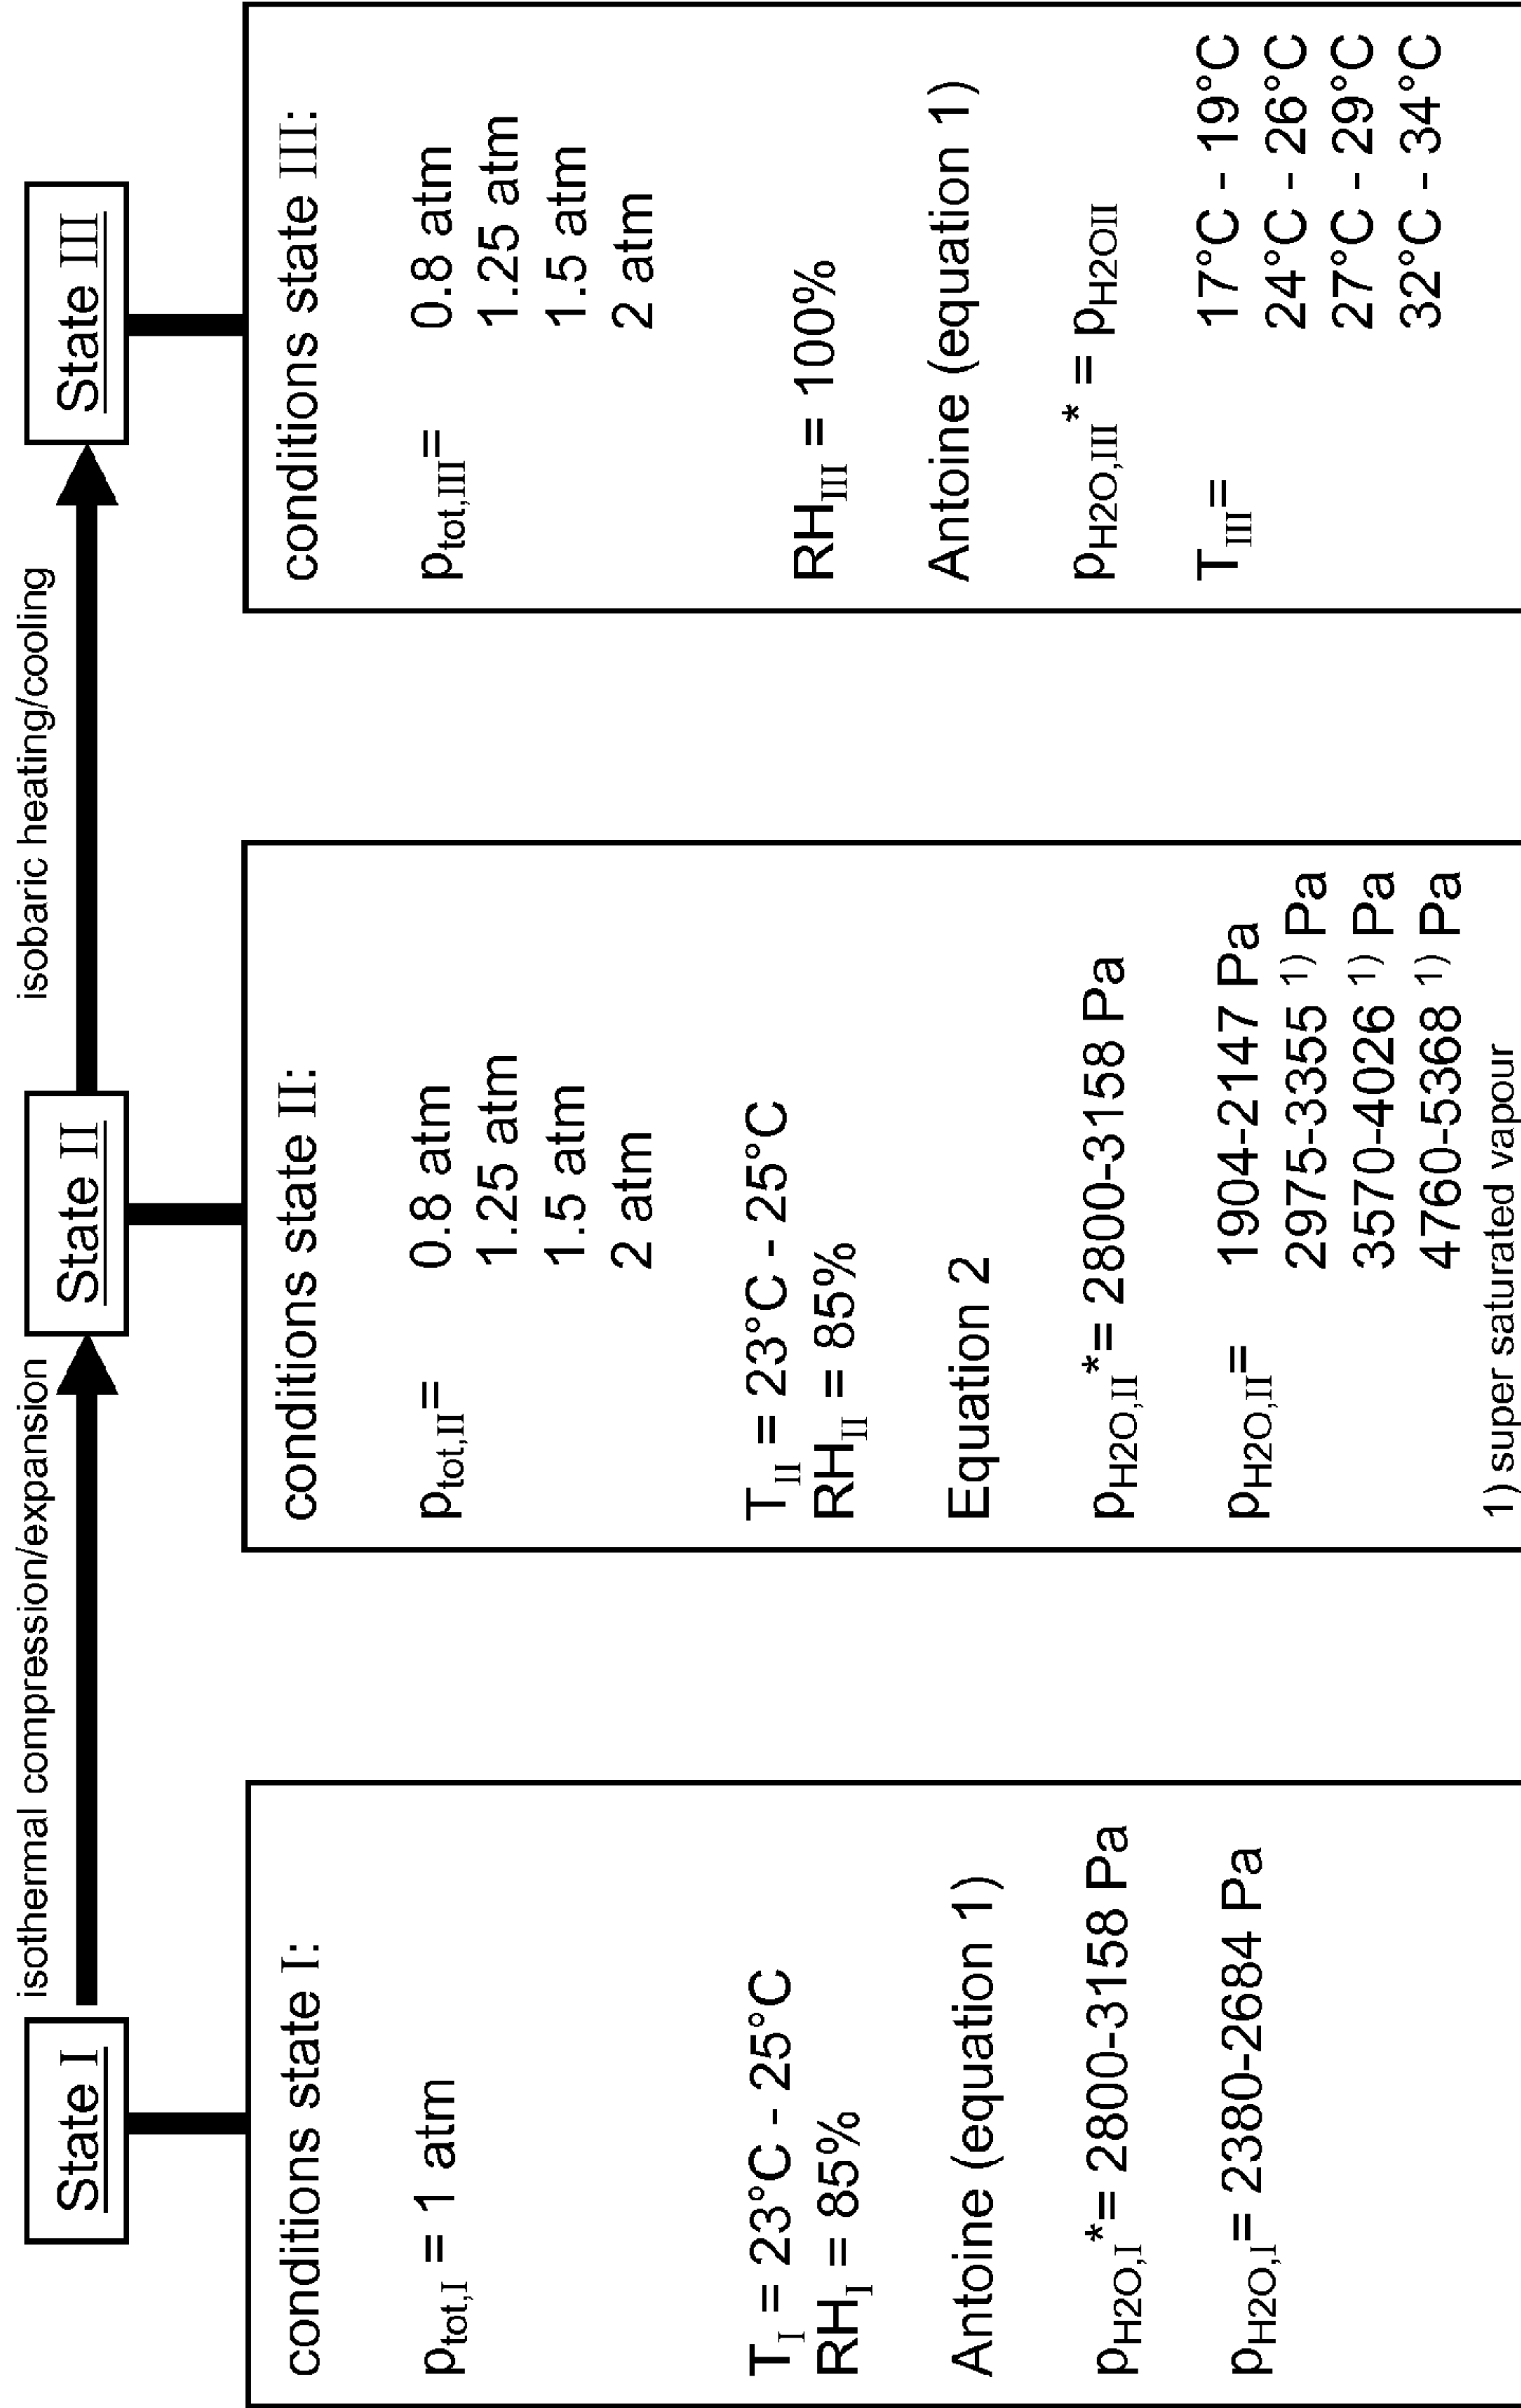 State I
isothermal compression/expansion
State II
isobaric heating/cooling
State III
conditions state I:
p_tot,I = 1 atm
T_I = 23°C - 25°C
RH_I = 85%
Antoine (equation 1)
p_H2O,I* = 2800-3158 Pa
p_H2O,I = 2380-2684 Pa
conditions state II:
p_tot,II = 0.8 atm
1.25 atm
1.5 atm
2 atm
T_II = 23°C - 25°C
RH_II = 85%
Equation 2
p_H2O,II* = 2800-3158 Pa
p_H2O,II = 1904-2147 Pa
2975-3355 1) Pa
3570-4026 1) Pa
4760-5368 1) Pa
1) super saturated vapour
conditions state III:
p_tot,III = 0.8 atm
1.25 atm
1.5 atm
2 atm
RH_III = 100%
Antoine (equation 1)
p_H2O,III* = p_H2OII
T_III = 17°C - 19°C
24°C - 26°C
27°C - 29°C
32°C - 34°C